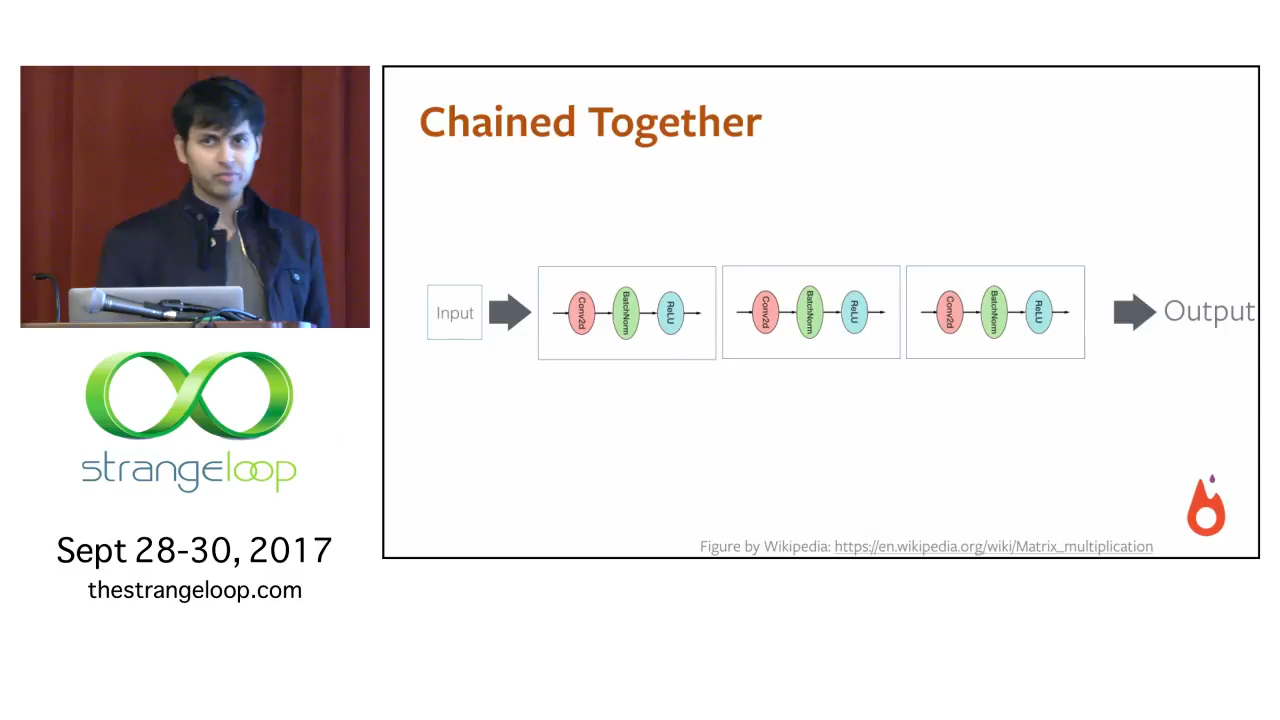 Chained Together
Input
Conv2d
BatchNorm
ReLU
Conv2d
BatchNorm
ReLU
Conv2d
BatchNorm
ReLU
Output
Figure by Wikipedia: https://en.wikipedia.org/wiki/Matrix_multiplication
strangeloop
Sept 28-30, 2017
thestrangeloop.com